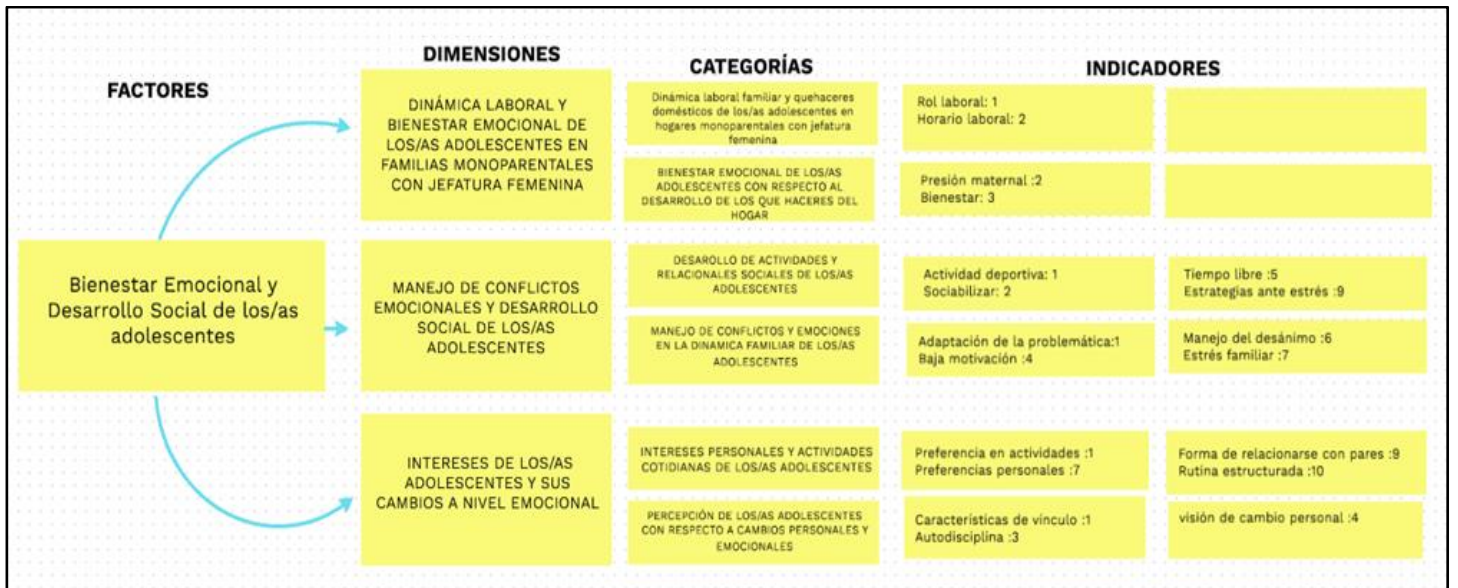 FACTORES
DIMENSIONES
CATEGORÍAS
INDICADORES
Bienestar Emocional y
Desarrollo Social de los/as
adolescentes
DINÁMICA LABORAL Y
BIENESTAR EMOCIONAL DE
LOS/AS ADOLESCENTES EN
FAMILIAS MONOPARENTALES
CON JEFATURA FEMENINA
Dinámica laboral familiar y quehaceres
domésticos de los/as adolescentes en
hogares monoparentales con jefatura
femenina
Rol laboral: 1
Horario laboral: 2
BIENESTAR EMOCIONAL DE LOS/AS
ADOLESCENTES CON RESPECTO AL
DESARROLLO DE LOS QUE HACERES DEL
HOGAR
Presión maternal :2
Bienestar: 3
MANEJO DE CONFLICTOS
EMOCIONALES Y DESARROLLO
SOCIAL DE LOS/AS
ADOLESCENTES
DESAROLLO DE ACTIVIDADES Y
RELACIONALES SOCIALES DE LOS/AS
ADOLESCENTES
Actividad deportiva: 1
Sociabilizar: 2
Tiempo libre :5
Estrategias ante estrés :9
MANEJO DE CONFLICTOS Y EMOCIONES
EN LA DINAMICA FAMILIAR DE LOS/AS
ADOLESCENTES
Adaptación de la problemática:1
Baja motivación :4
Manejo del desánimo :6
Estrés familiar :7
INTERESES DE LOS/AS
ADOLESCENTES Y SUS
CAMBIOS A NIVEL EMOCIONAL
INTERESES PERSONALES Y ACTIVIDADES
COTIDIANAS DE LOS/AS ADOLESCENTES
Preferencia en actividades :1
Preferencias personales :7
Forma de relacionarse con pares :9
Rutina estructurada :10
PERCEPCIÓN DE LOS/AS ADOLESCENTES
CON RESPECTO A CAMBIOS PERSONALES Y
EMOCIONALES
Características de vínculo :1
Autodisciplina :3
visión de cambio personal :4